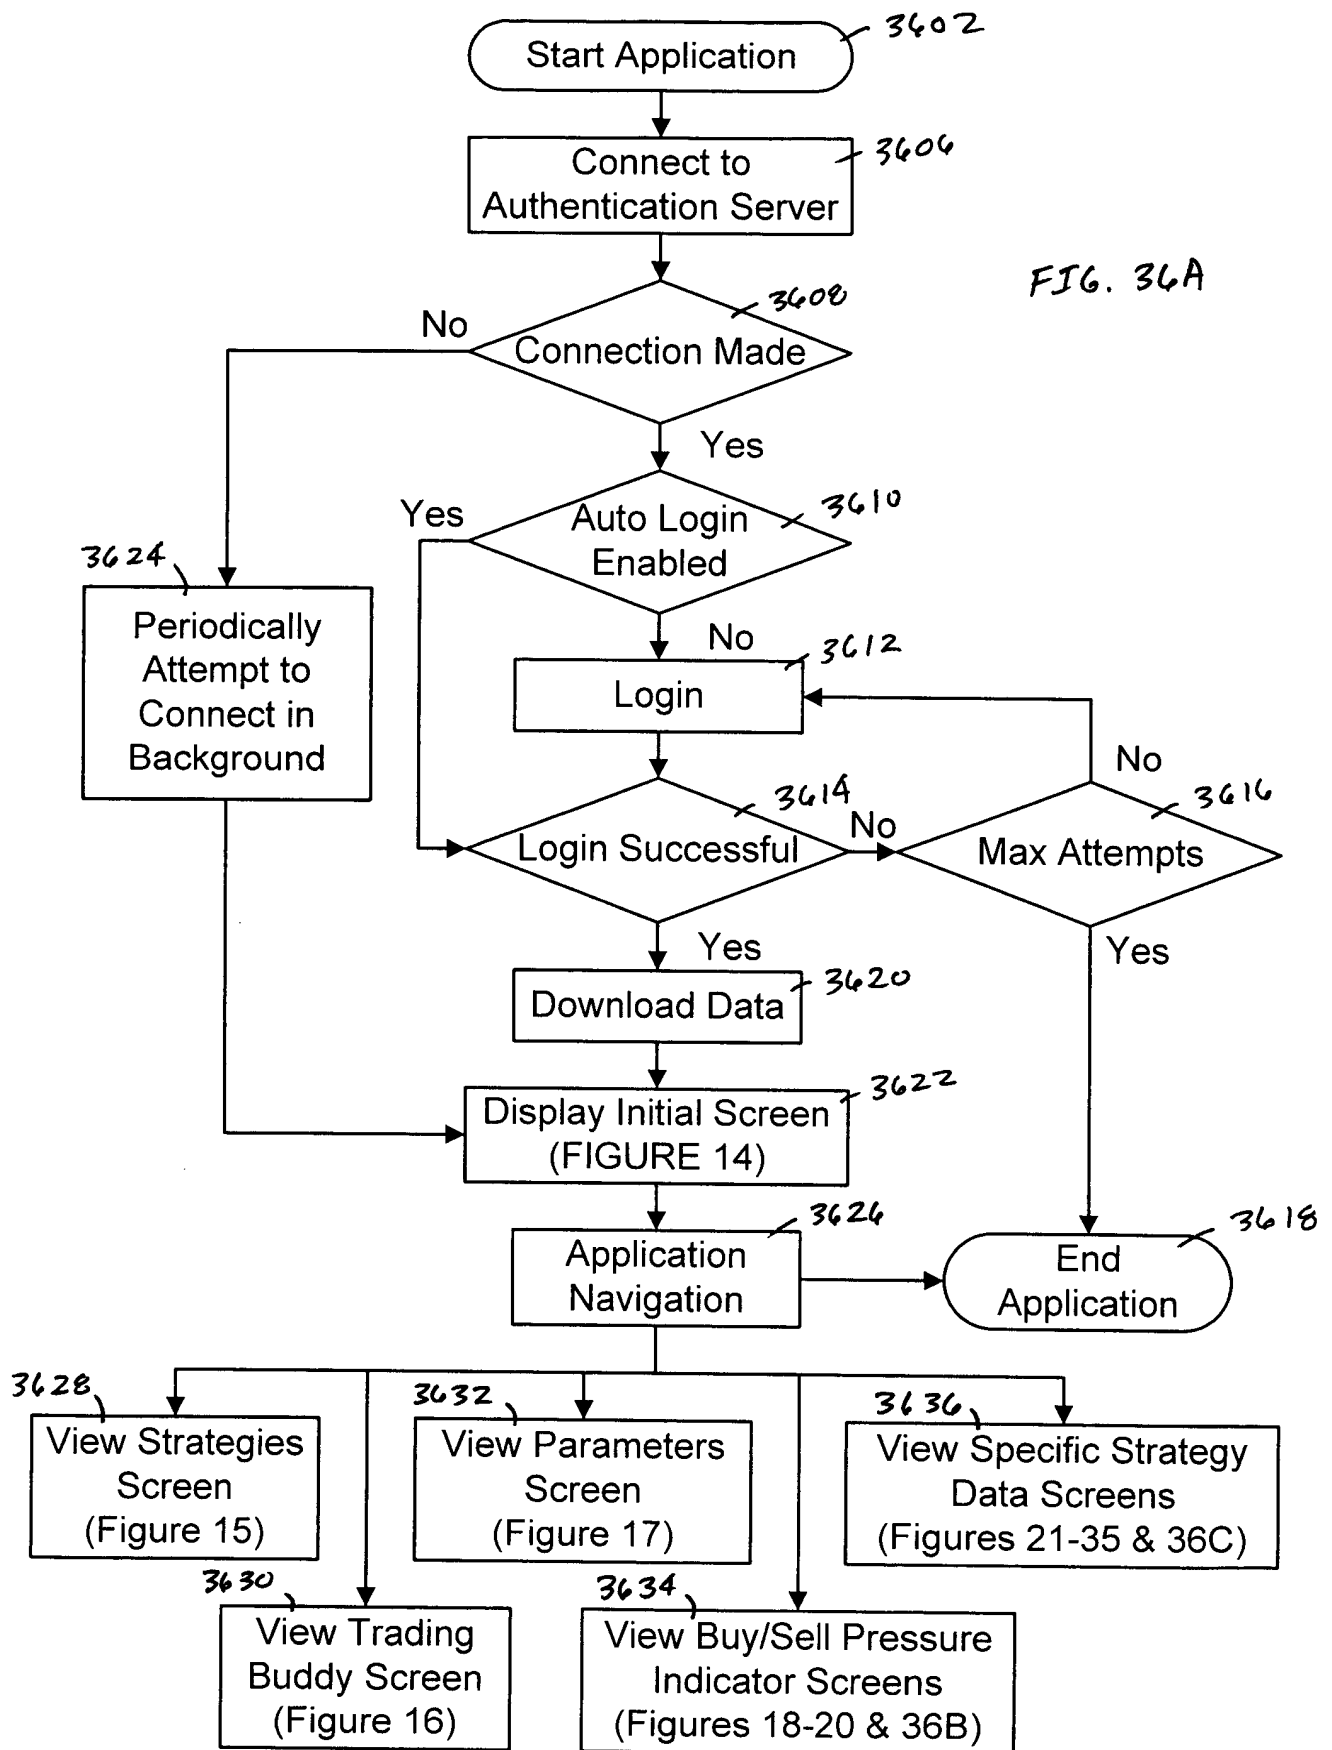 3602
Start Application
3606
Connect to
Authentication Server
FIG. 36A
3608
No
Connection Made
Yes
3610
Yes
Auto Login
Enabled
3624
Periodically
Attempt to
Connect in
Background
No
3612
Login
No
3614
No
3616
Login Successful
Max Attempts
Yes
Yes
3620
Download Data
3622
Display Initial Screen
(FIGURE 14)
3626
3618
Application
Navigation
End
Application
3628
View Strategies
Screen
(Figure 15)
3632
View Parameters
Screen
(Figure 17)
3636
View Specific Strategy
Data Screens
(Figures 21-35 & 36C)
3630
View Trading
Buddy Screen
(Figure 16)
3634
View Buy/Sell Pressure
Indicator Screens
(Figures 18-20 & 36B)